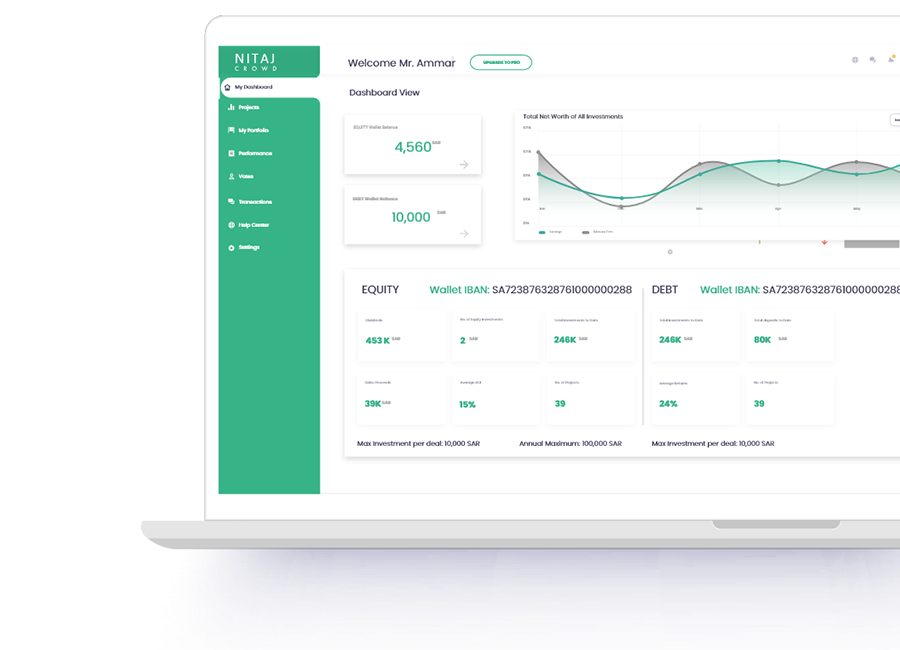 NITAJ
CROWD
My Dashboard
Projects
My Portfolio
Performance
Votes
Transactions
Help Center
Settings
Welcome Mr. Ammar
UPGRADE TO PRO
Dashboard View
EQUITY Wallet Balance
4,560 SAR
DEBT Wallet Balance
10,000 SAR
Total Net Worth of All Investments
EQUITY
Wallet IBAN: SA723876328761000000288
DEBT
Wallet IBAN: SA723876328761000000288
Dividends
453 K SAR
No. of Equity Investments
2 SAR
Total Investments to Date
246K SAR
Total Investments to Date
246K SAR
Total Deposits to Date
80K SAR
Sales Proceeds
39K SAR
Average ROI
15%
No. of Projects
39
Average Returns
24%
No. of Projects
39
Max Investment per deal: 10,000 SAR
Annual Maximum: 100,000 SAR
Max Investment per deal: 10,000 SAR